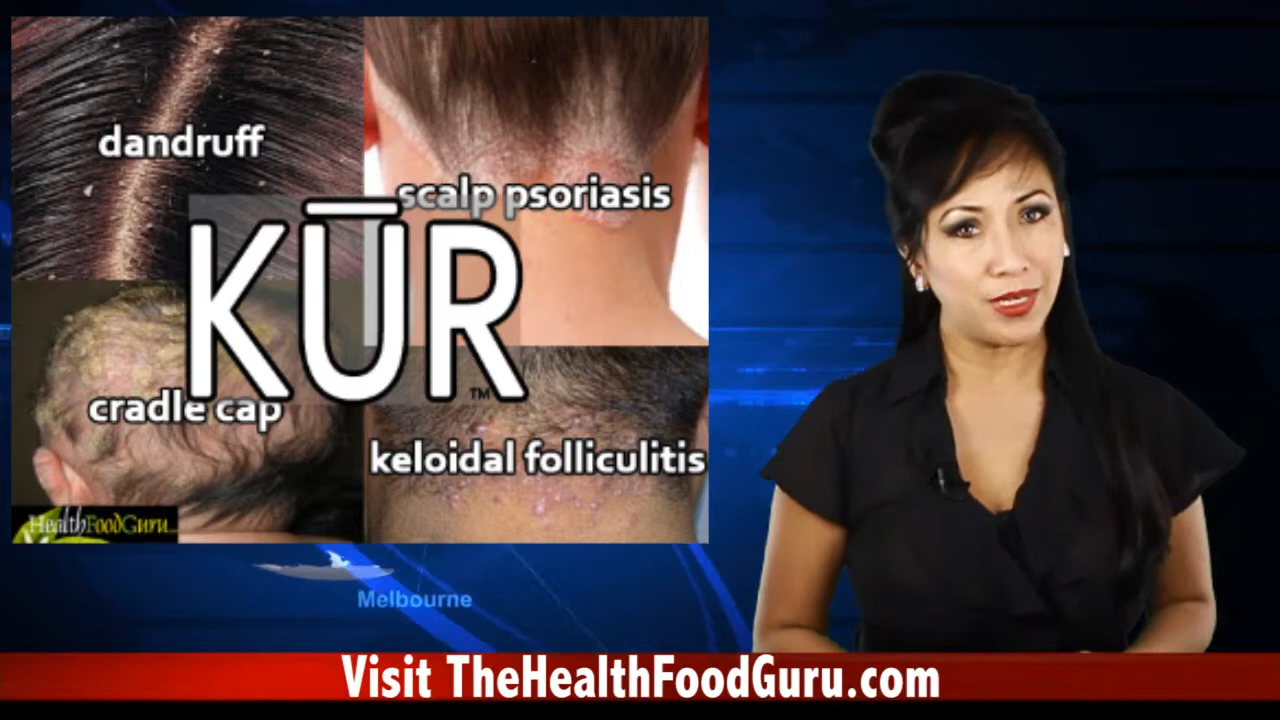 dandruff
scalp psoriasis
KŪR
™
cradle cap
keloidal folliculitis
HealthFoodGuru
Melbourne
Visit TheHealthFoodGuru.com